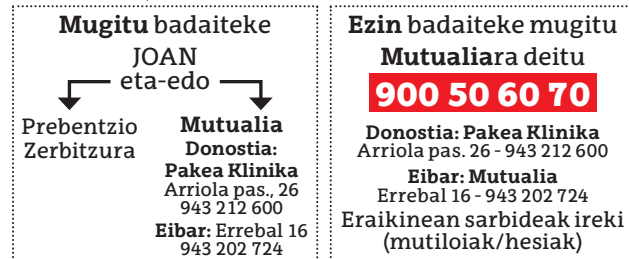 Mugitu badaiteke
JOAN
eta-edo
Prebentzio
Zerbitzura
Mutualia
Donostia:
Pakea Klinika
Arriola pas., 26
943 212 600
Eibar: Errebal 16
943 202 724
Ezin badaiteke mugitu
Mutualiara deitu
900 50 60 70
Donostia: Pakea Klinika
Arriola pas. 26 - 943 212 600
Eibar: Mutualia
Errebal 16 - 943 202 724
Eraikinean sarbideak ireki
(mutiloiak/hesiak)